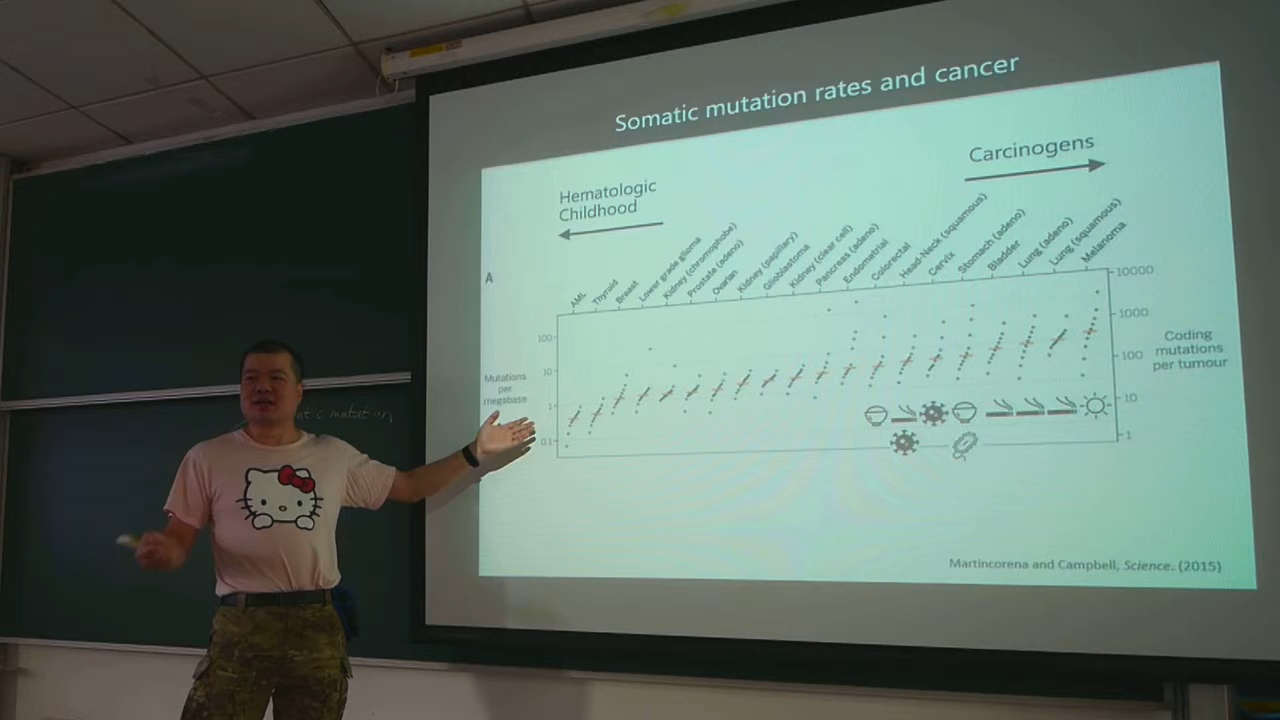 Somatic mutation rates and cancer
Hematologic
Childhood
Carcinogens
A
AML
Thyroid
Breast
Lower grade glioma
Kidney (chromophobe)
Prostate (adeno)
Ovarian
Kidney (papillary)
Glioblastoma
Kidney (clear cell)
Pancreas (adeno)
Endometrial
Colorectal
Head-Neck (squamous)
Cervix
Stomach (adeno)
Bladder
Lung (adeno)
Lung (squamous)
Melanoma
100
10
1
0.1
Mutations
per
megabase
10000
1000
100
10
1
Coding
mutations
per tumour
Martincorena and Campbell, Science. (2015)
mutation